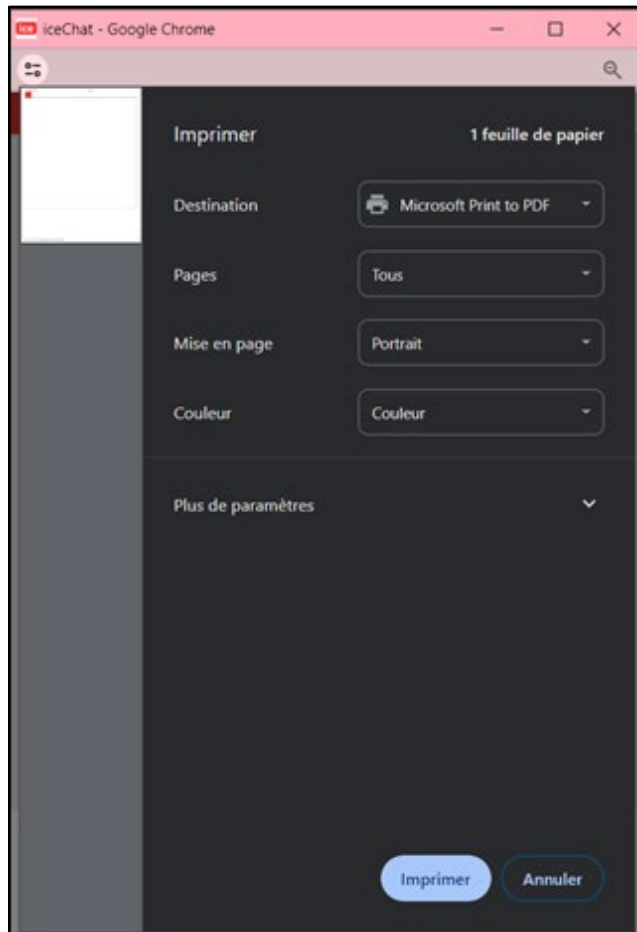 ice iceChat - Google Chrome
Imprimer 1 feuille de papier
Destination Microsoft Print to PDF
Pages Tous
Mise en page Portrait
Couleur Couleur
Plus de paramètres
Imprimer Annuler